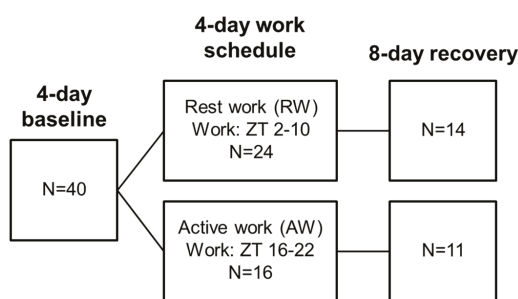 4-day baseline
N=40
4-day work
schedule
Rest work (RW)
Work: ZT 2-10
N=24
Active work (AW)
Work: ZT 16-22
N=16
8-day recovery
N=14
N=11